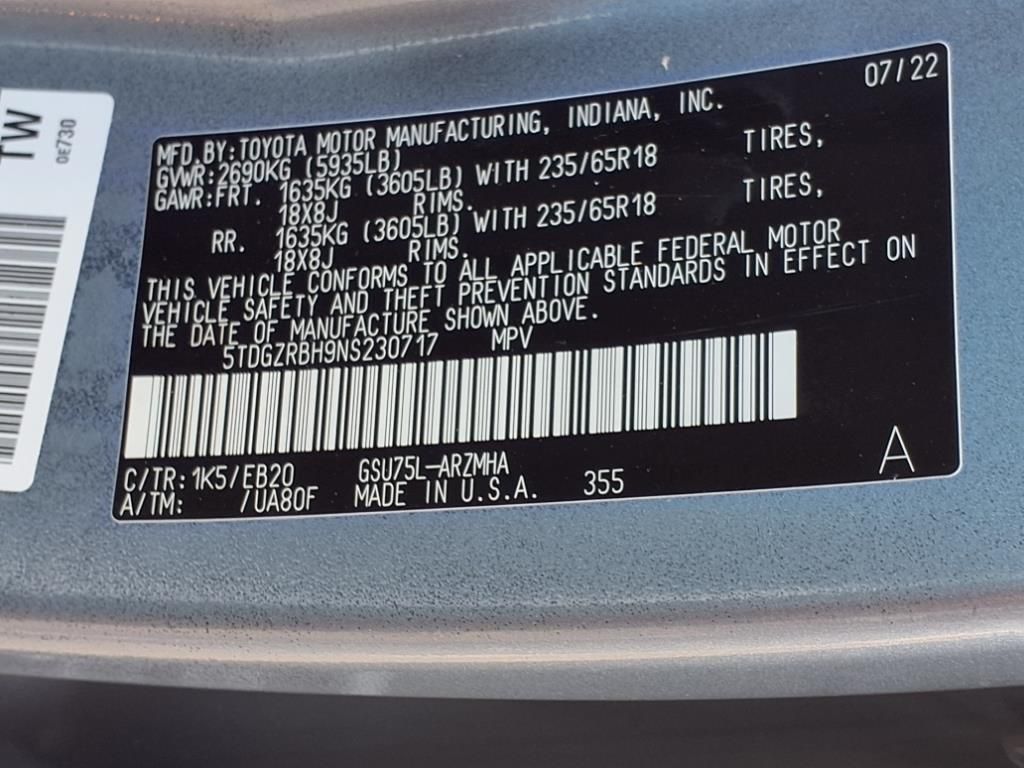 TW
0E730
07/22
MFD.BY:TOYOTA MOTOR MANUFACTURING, INDIANA, INC.
GVWR:2690KG (5935LB)
GAWR:FRT. 1635KG (3605LB) WITH 235/65R18 TIRES,
18X8J RIMS.
RR. 1635KG (3605LB) WITH 235/65R18 TIRES,
18X8J RIMS.
THIS VEHICLE CONFORMS TO ALL APPLICABLE FEDERAL MOTOR
VEHICLE SAFETY AND THEFT PREVENTION STANDARDS IN EFFECT ON
THE DATE OF MANUFACTURE SHOWN ABOVE.
5TDGZRBH9NS230717 MPV
C/TR:1K5/EB20 GSU75L-ARZMHA
A/TM: /UA80F MADE IN U.S.A. 355
A